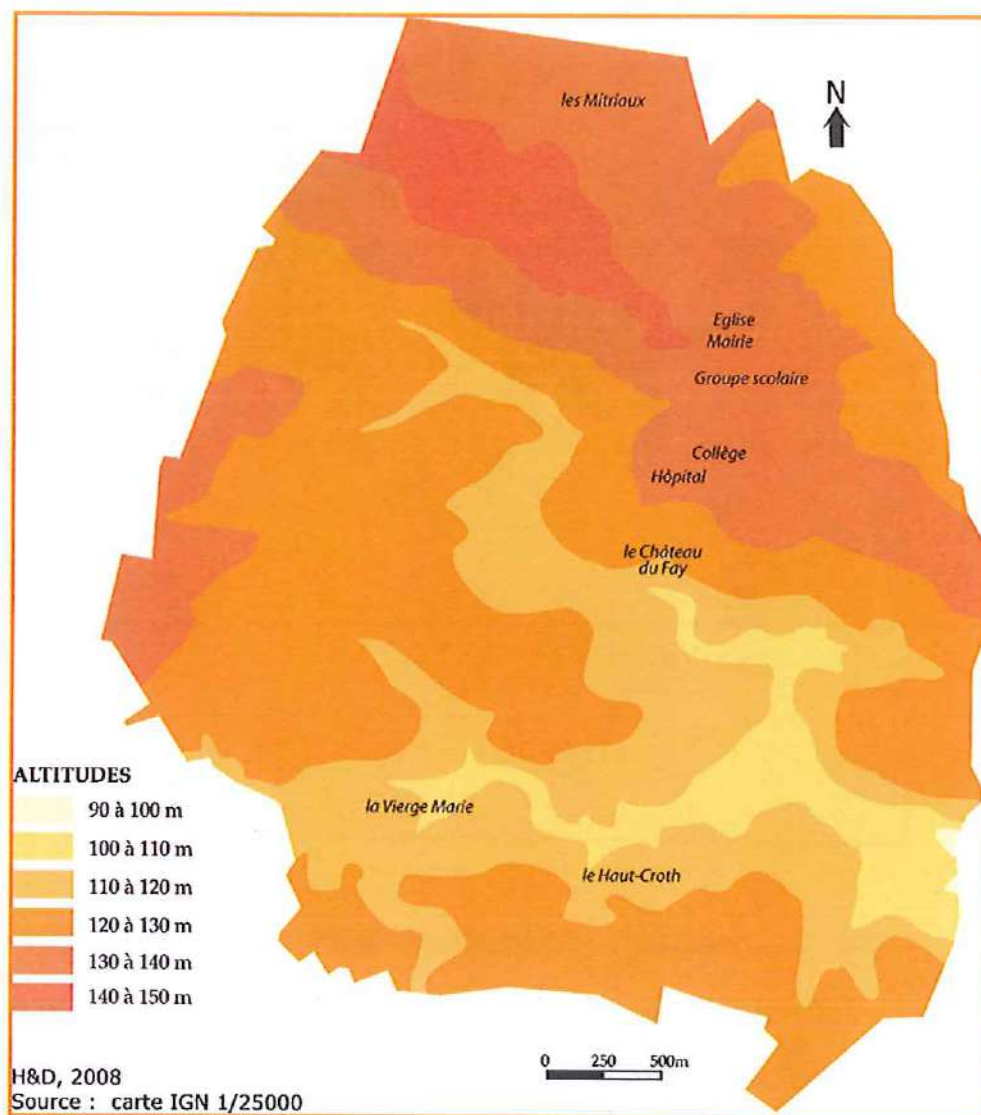 les Mitriaux
N
Eglise
Mairie
Groupe scolaire
Collège
Hôpital
le Château
du Fay
ALTITUDES
90 à 100 m
100 à 110 m
110 à 120 m
120 à 130 m
130 à 140 m
140 à 150 m
la Vierge Marie
le Haut-Croth
0 250 500m
H&D, 2008
Source : carte IGN 1/25000